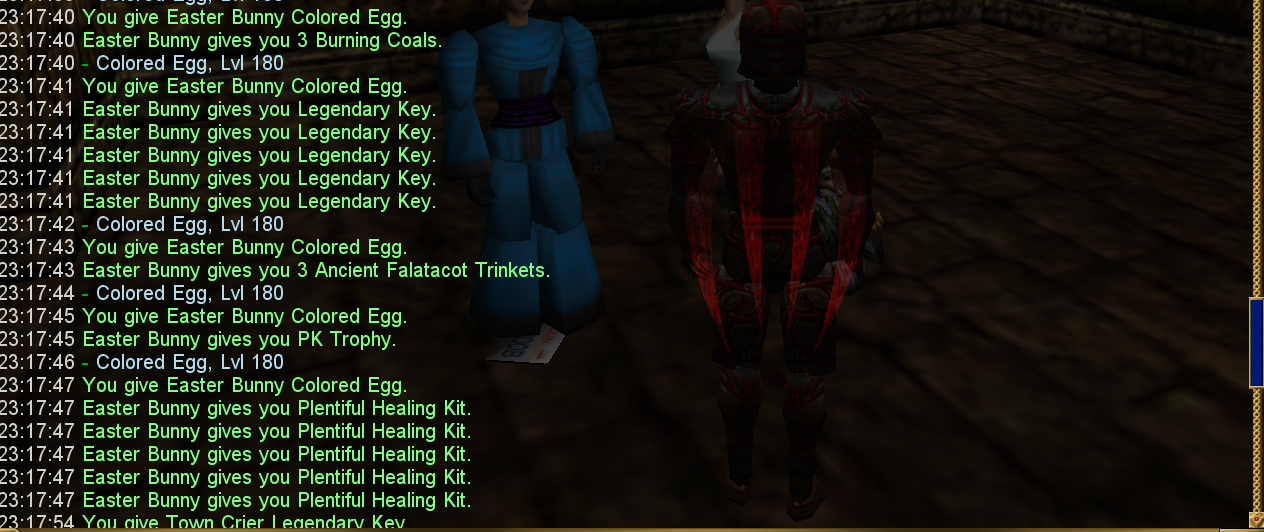 23:17:40 You give Easter Bunny Colored Egg.
23:17:40 Easter Bunny gives you 3 Burning Coals.
23:17:40 - Colored Egg, Lvl 180
23:17:41 You give Easter Bunny Colored Egg.
23:17:41 Easter Bunny gives you Legendary Key.
23:17:41 Easter Bunny gives you Legendary Key.
23:17:41 Easter Bunny gives you Legendary Key.
23:17:41 Easter Bunny gives you Legendary Key.
23:17:41 Easter Bunny gives you Legendary Key.
23:17:42 - Colored Egg, Lvl 180
23:17:43 You give Easter Bunny Colored Egg.
23:17:43 Easter Bunny gives you 3 Ancient Falatacot Trinkets.
23:17:44 - Colored Egg, Lvl 180
23:17:45 You give Easter Bunny Colored Egg.
23:17:45 Easter Bunny gives you PK Trophy.
23:17:46 - Colored Egg, Lvl 180
23:17:47 You give Easter Bunny Colored Egg.
23:17:47 Easter Bunny gives you Plentiful Healing Kit.
23:17:47 Easter Bunny gives you Plentiful Healing Kit.
23:17:47 Easter Bunny gives you Plentiful Healing Kit.
23:17:47 Easter Bunny gives you Plentiful Healing Kit.
23:17:47 Easter Bunny gives you Plentiful Healing Kit.
23:17:54 You give Town Crier Legendary Key